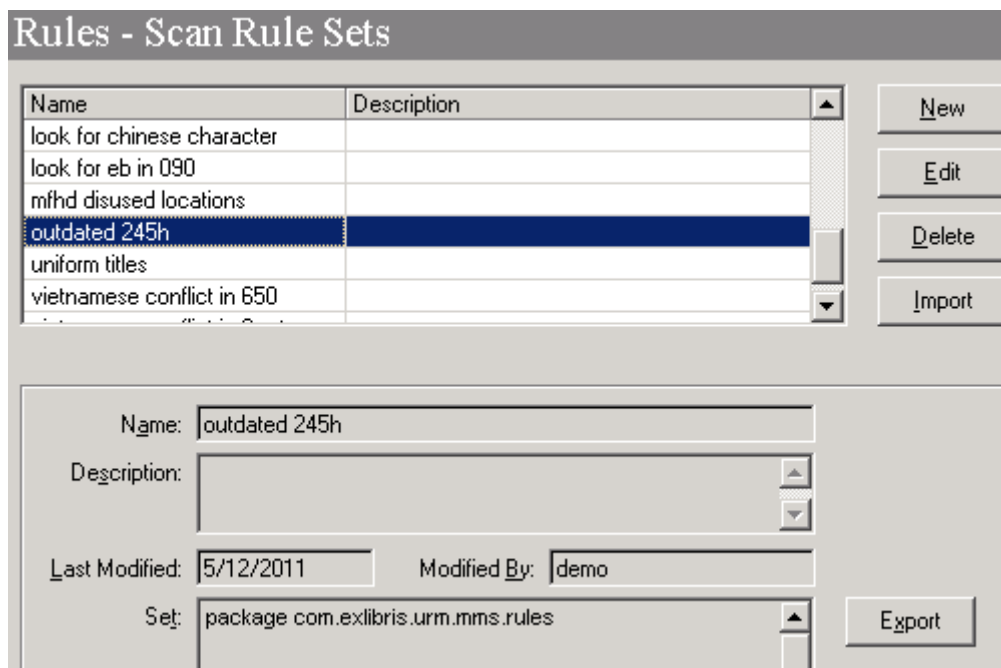 Rules - Scan Rule Sets
Name Description
New
look for chinese character
look for eb in 090
Edit
mfhd disused locations
outdated 245h
Delete
uniform titles
vietnamese conflict in 650
Import
Name: outdated 245h
Description:
Last Modified: 5/12/2011 Modified By: demo
Set: package com.exlibris.urm.mms.rules
Export